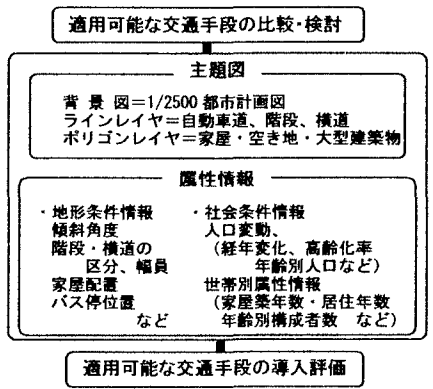 適用可能な交通手段の比較・検討
主題図
背 景 図＝1/2500 都市計画図
ラインレイヤ＝自動車道、階段、横道
ポリゴンレイヤ＝家屋・空き地・大型建築物
属性情報
・地形条件情報
傾斜角度
階段・横道の
区分、幅員
家屋配置
バス停位置
など
・社会条件情報
人口変動、
（経年変化、高齢化率
年齢別人口など）
世帯別属性情報
（家屋築年数・居住年数
年齢別構成者数 など）
適用可能な交通手段の導入評価